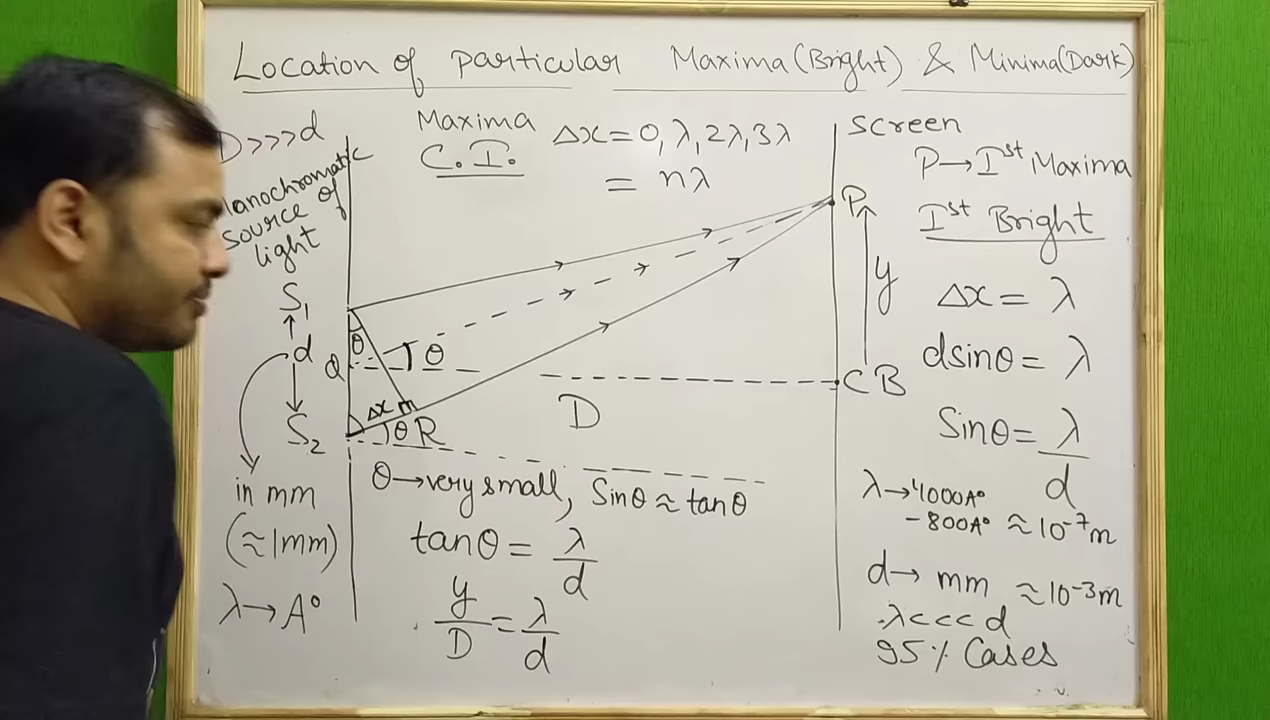 Location of particular Maxima(Bright) & Minima(Dark)
D>>>d
Monochromatic
source of
light
S₁
d
S₂
in mm
(≈1mm)
λ→A°
Maxima Δx=0, λ, 2λ, 3λ
C.I. = nλ
θ
Q
θ
Δx
θ R
D
θ→very small, Sinθ≈tanθ
tanθ = λ/d
y/D = λ/d
screen
P
y
CB
P→Iˢᵗ Maxima
Iˢᵗ Bright
Δx = λ
dsinθ = λ
Sinθ = λ/d
λ→4000A°
-800A° ≈10⁻⁷m
d→ mm ≈10⁻³m
λ<<<d
95% Cases